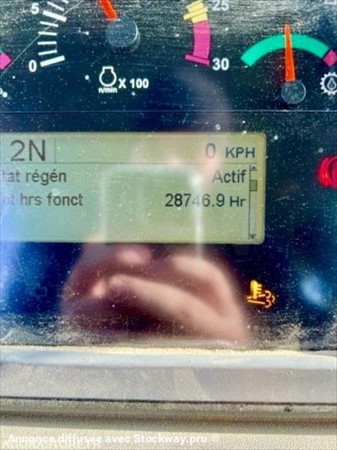 5
0
n/min X 100
30
2N 0 KPH
tat régén Actif
hrs fonct 28746.9 Hr
Annonce diffusée avec Stockway.pro ®